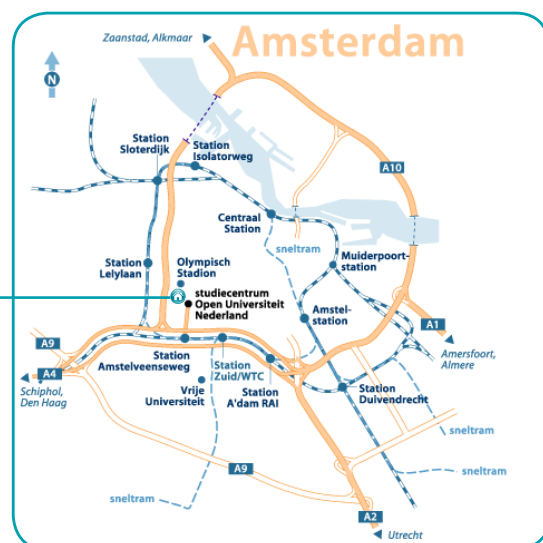 Zaanstad, Alkmaar
Amsterdam
N
Station
Sloterdijk
Station
Isolatorweg
A10
Centraal
Station
sneltram
Muiderpoort-
station
Station
Lelylaan
Olympisch
Stadion
studiecentrum
Open Universiteit
Nederland
Amstel-
station
A1
Amersfoort,
Almere
A9
A4
Schiphol,
Den Haag
Station
Amstelveenseweg
Station
Zuid/WTC
Vrije
Universiteit
Station
A'dam RAI
Station
Duivendrecht
sneltram
sneltram
A9
sneltram
A2
Utrecht